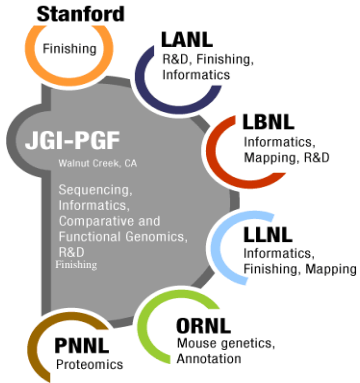 Stanford
Finishing
LANL
R&D, Finishing,
Informatics
LBNL
Informatics,
Mapping, R&D
JGI-PGF
Walnut Creek, CA
Sequencing,
Informatics,
Comparative and
Functional Genomics,
R&D
Finishing
LLNL
Informatics,
Finishing, Mapping
ORNL
Mouse genetics,
Annotation
PNNL
Proteomics